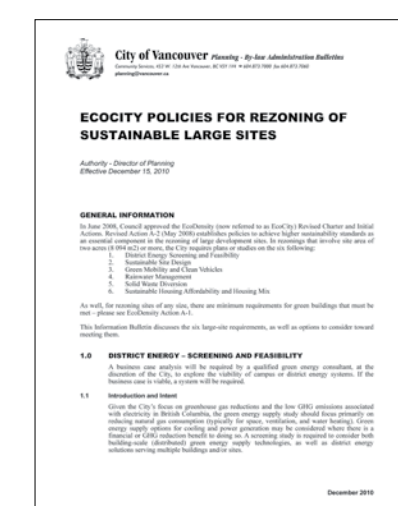 City of Vancouver Planning - By-law Administration Bulletins
Community Services, 453 W. 12th Ave Vancouver, BC V5Y 1V4 604.873.7000 fax 604.873.7060
planning@vancouver.ca
ECOCITY POLICIES FOR REZONING OF
SUSTAINABLE LARGE SITES
Authority - Director of Planning
Effective December 15, 2010
GENERAL INFORMATION
In June 2008, Council approved the EcoDensity (now referred to as EcoCity) Revised Charter and Initial
Actions. Revised Action A-2 (May 2008) establishes policies to achieve higher sustainability standards as
an essential component in the rezoning of large development sites. In rezonings that involve site area of
two acres (8 094 m2) or more, the City requires plans or studies on the six following:
1. District Energy Screening and Feasibility
2. Sustainable Site Design
3. Green Mobility and Clean Vehicles
4. Rainwater Management
5. Solid Waste Diversion
6. Sustainable Housing Affordability and Housing Mix
As well, for rezoning sites of any size, there are minimum requirements for green buildings that must be
met – please see EcoDensity Action A-1.
This Information Bulletin discusses the six large-site requirements, as well as options to consider toward
meeting them.
1.0 DISTRICT ENERGY – SCREENING AND FEASIBILITY
A business case analysis will be required by a qualified green energy consultant, at the
discretion of the City, to explore the viability of campus or district energy systems. If the
business case is viable, a system will be required.
1.1 Introduction and Intent
Given the City's focus on greenhouse gas reductions and the low GHG emissions associated
with electricity in British Columbia, the green energy supply study should focus primarily on
reducing natural gas consumption (typically for space, ventilation, and water heating). Green
energy supply options for cooling and power generation may be considered where there is a
financial or GHG reduction benefit to doing so. A screening study is required to consider both
building-scale (distributed) green energy supply technologies, as well as district energy
solutions serving multiple buildings and/or sites.
December 2010